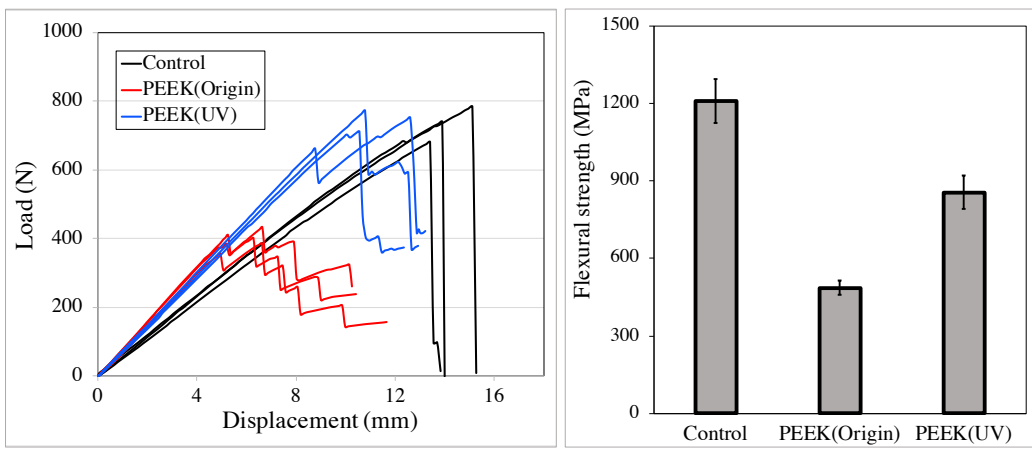 1000
800
600
400
200
0
Load (N)
Control
PEEK(Origin)
PEEK(UV)
0 4 8 12 16
Displacement (mm)
1500
1200
900
600
300
0
Flexural strength (MPa)
Control PEEK(Origin) PEEK(UV)